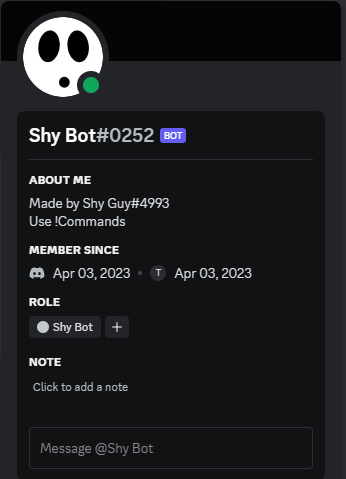 Shy Bot#0252 BOT
ABOUT ME
Made by Shy Guy#4993
Use !Commands
MEMBER SINCE
Apr 03, 2023 • T Apr 03, 2023
ROLE
Shy Bot +
NOTE
Click to add a note
Message @Shy Bot